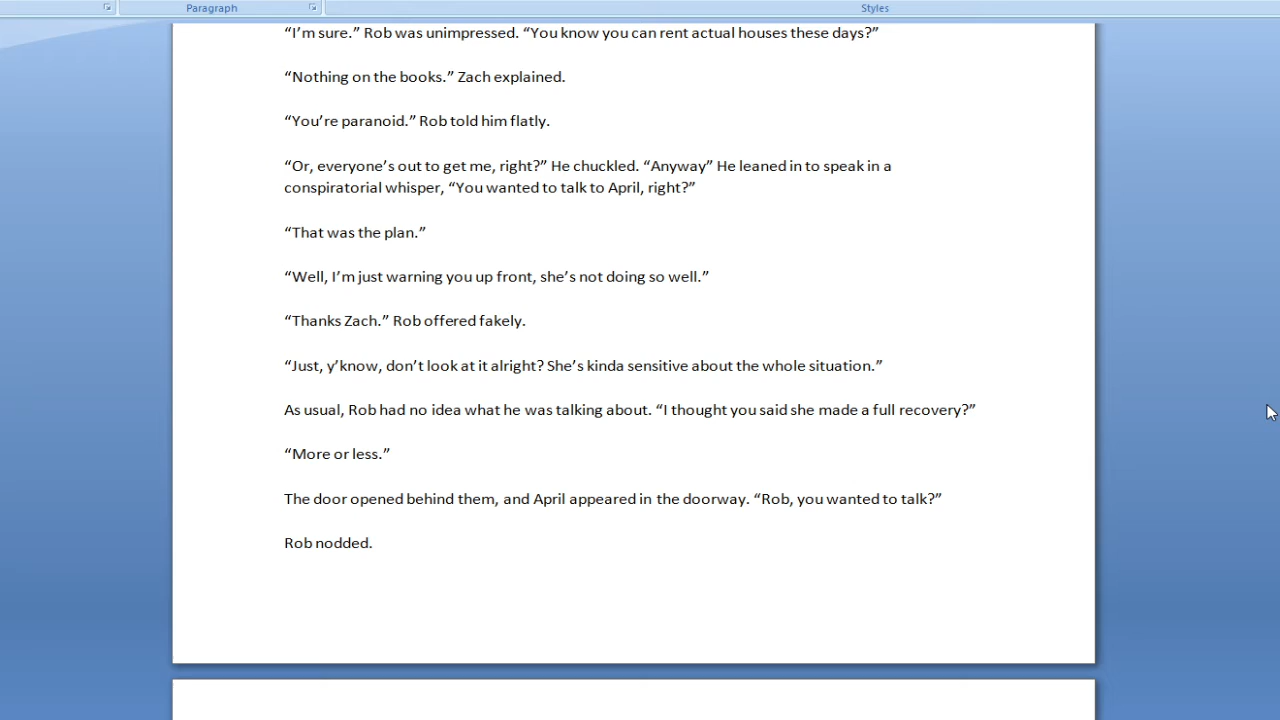 Paragraph
Styles
“I’m sure.” Rob was unimpressed. “You know you can rent actual houses these days?”
“Nothing on the books.” Zach explained.
“You’re paranoid.” Rob told him flatly.
“Or, everyone’s out to get me, right?” He chuckled. “Anyway” He leaned in to speak in a
conspiratorial whisper, “You wanted to talk to April, right?”
“That was the plan.”
“Well, I’m just warning you up front, she’s not doing so well.”
“Thanks Zach.” Rob offered fakely.
“Just, y’know, don’t look at it alright? She’s kinda sensitive about the whole situation.”
As usual, Rob had no idea what he was talking about. “I thought you said she made a full recovery?”
“More or less.”
The door opened behind them, and April appeared in the doorway. “Rob, you wanted to talk?”
Rob nodded.